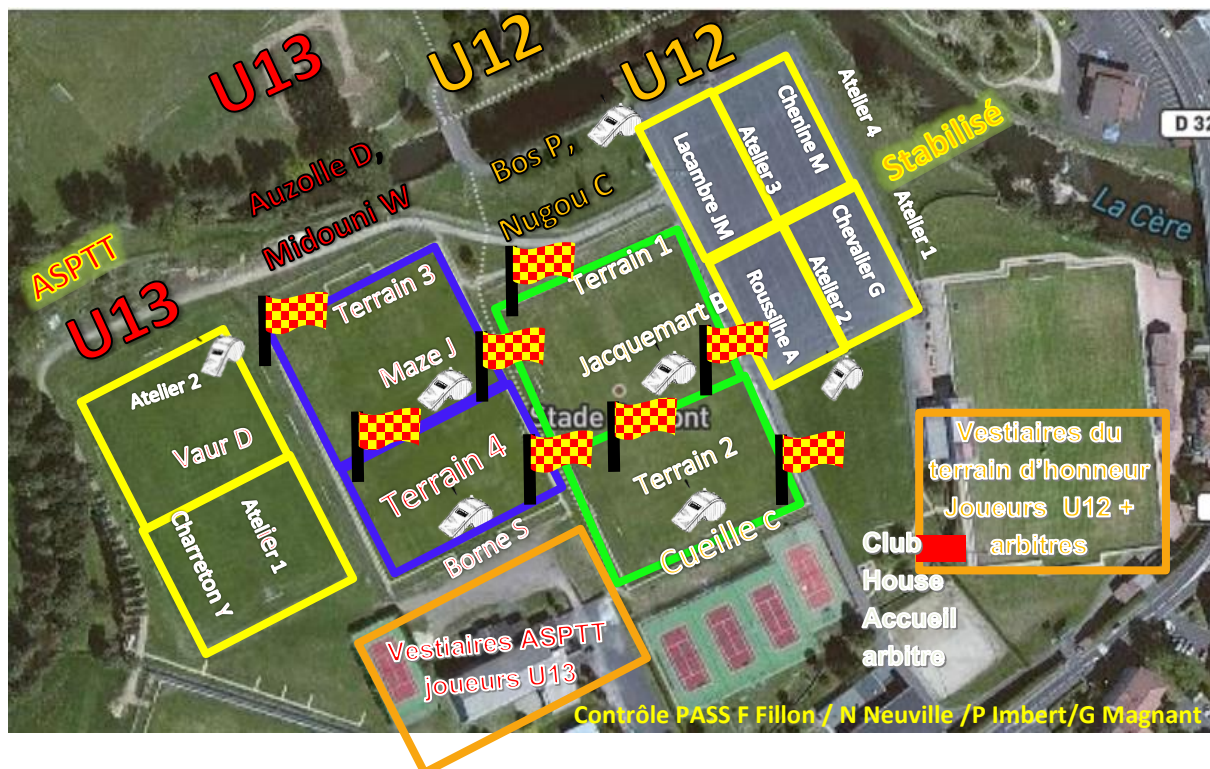 U13
U12
U12
Auzolle D,
Midouni W
Bos P,
Nugou C
ASPTT
U13
Stabilisé
Atelier 4
Chenine M
Atelier 3
Lacambre JM
Atelier 1
Chevalier G
Atelier 2
Roussilhe A
D 32
La Cère
Terrain 3
Maze J
Terrain 4
Borne S
Terrain 1
Jacquemart B
Terrain 2
Cueille c
Atelier 2
Vaur D
Atelier 1
Charreton Y
Vestiaires du
terrain d’honneur
Joueurs U12 +
arbitres
Club
House
Accueil
arbitre
Vestiaires ASPTT
joueurs U13
Contrôle PASS F Fillon / N Neuville /P Imbert/G Magnant